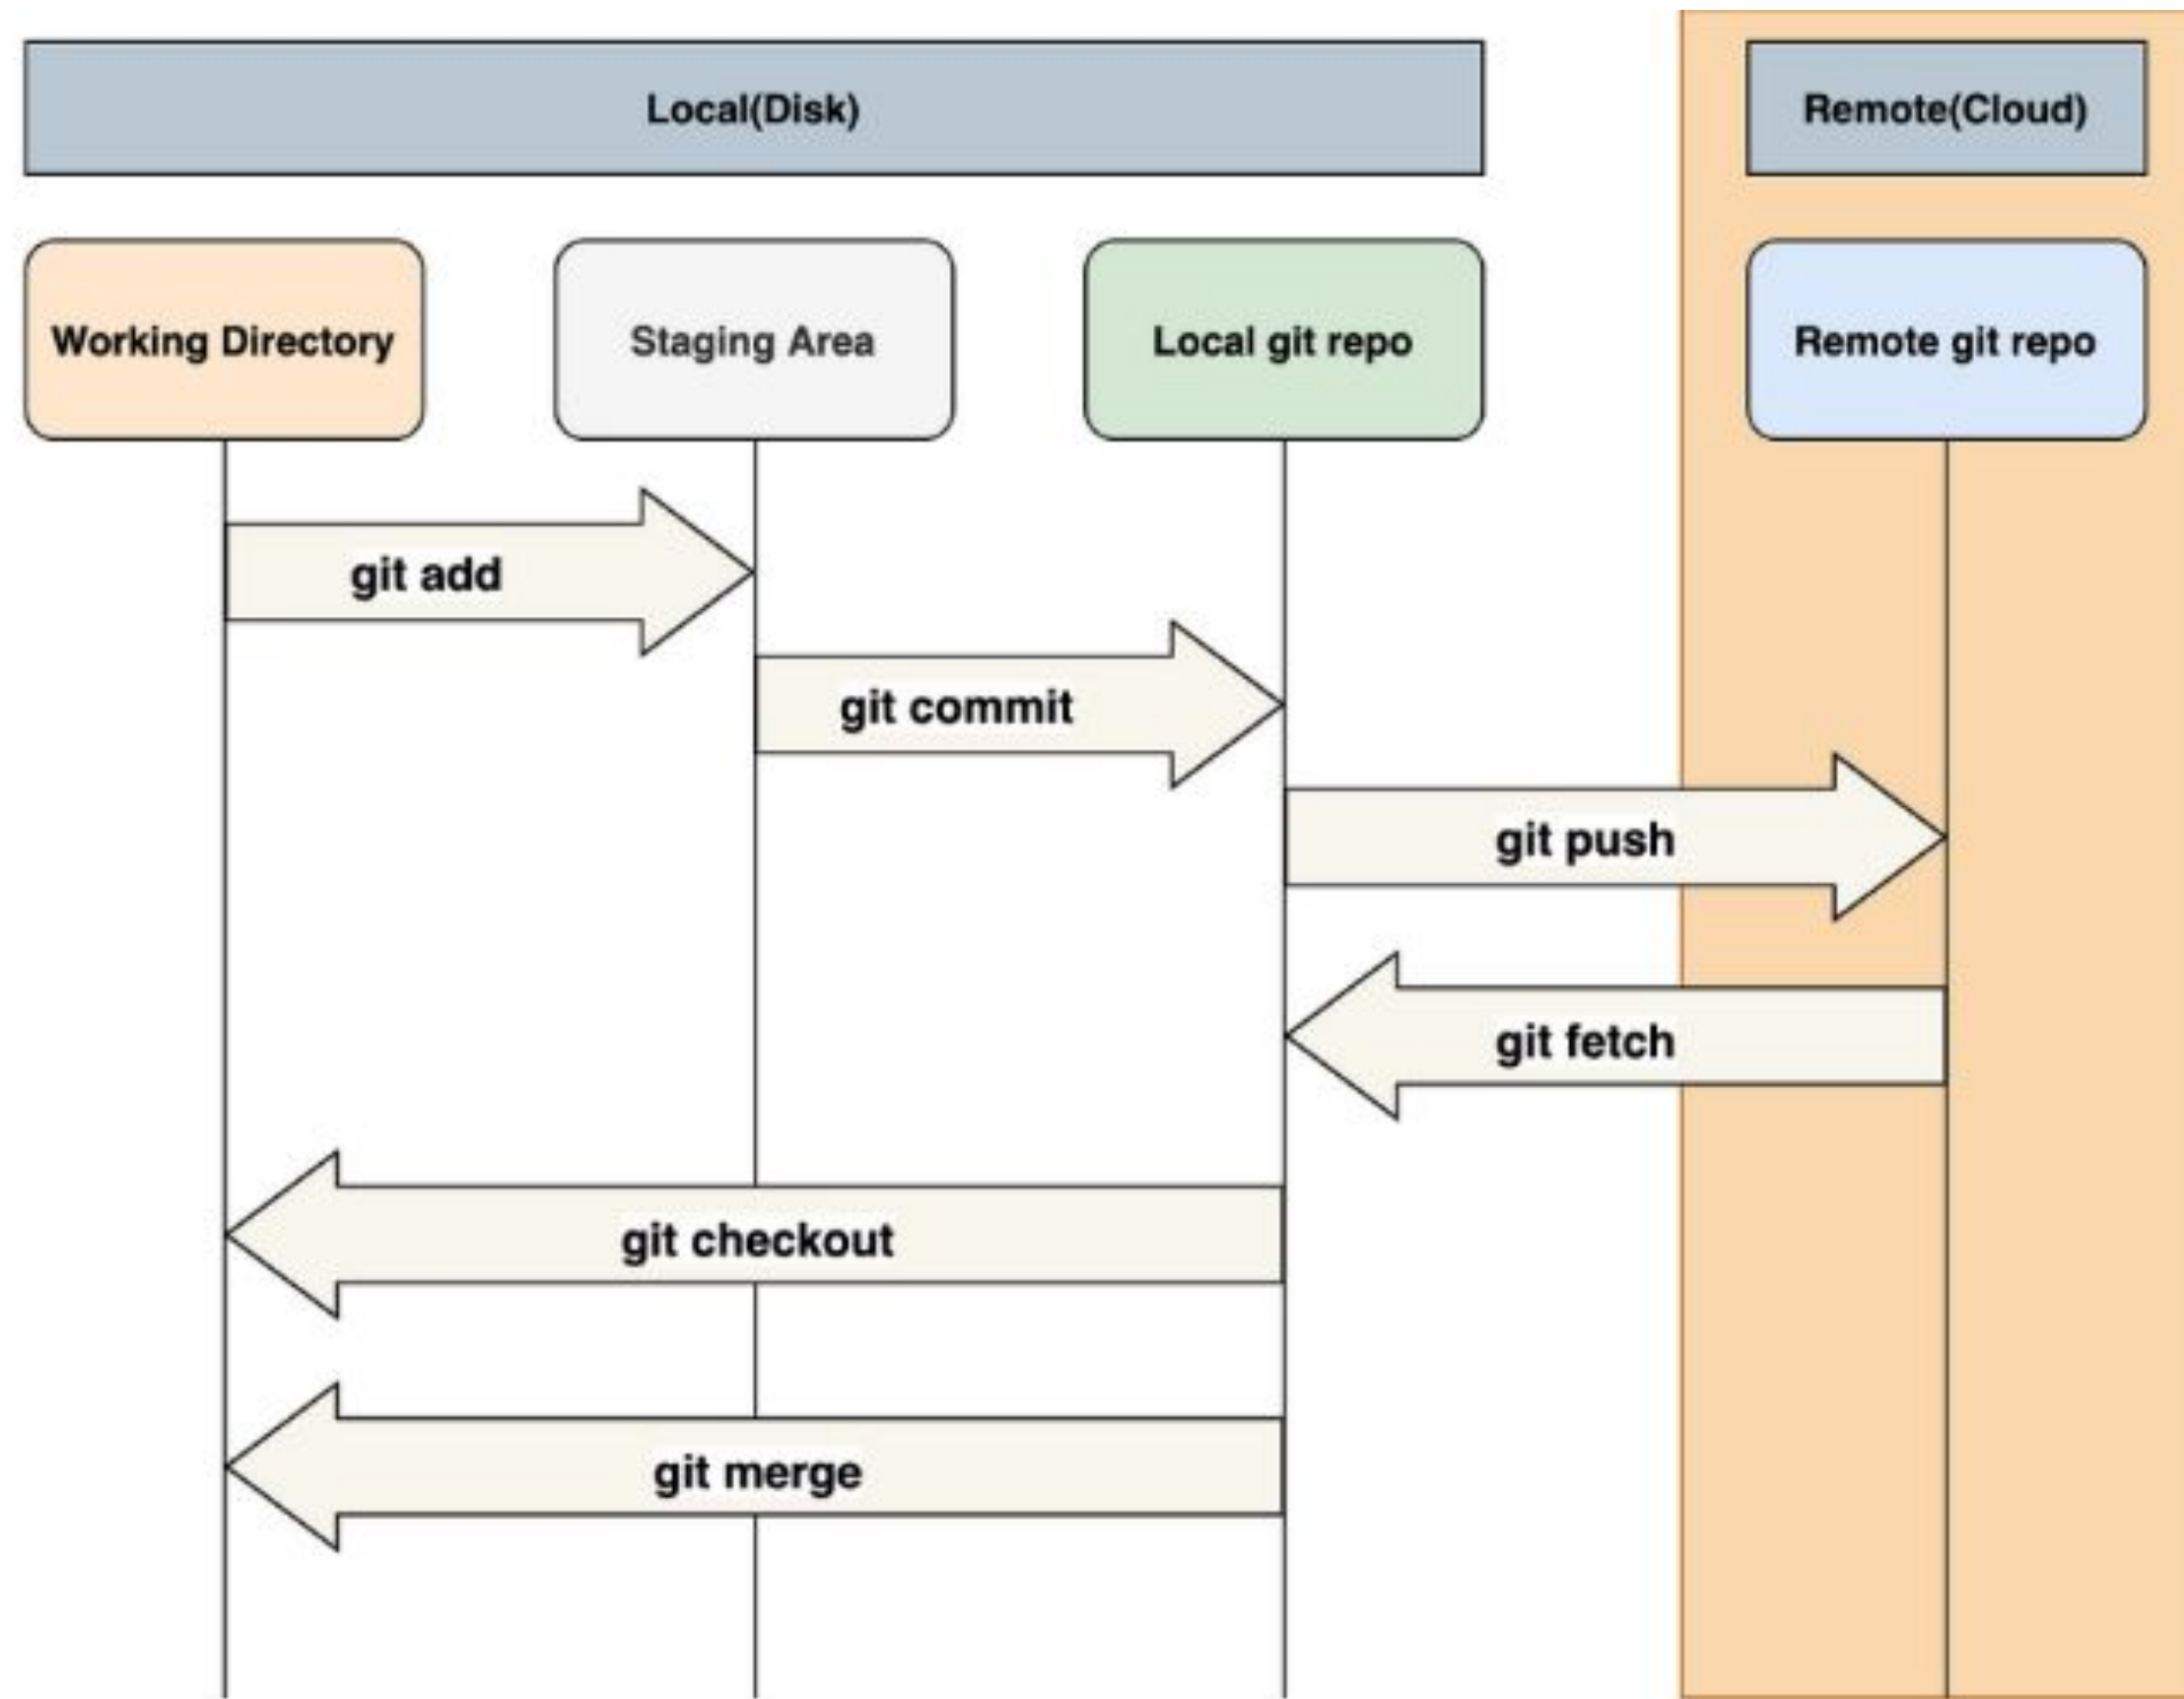 Local(Disk)
Remote(Cloud)
Working Directory
Staging Area
Local git repo
Remote git repo
git add
git commit
git push
git fetch
git checkout
git merge